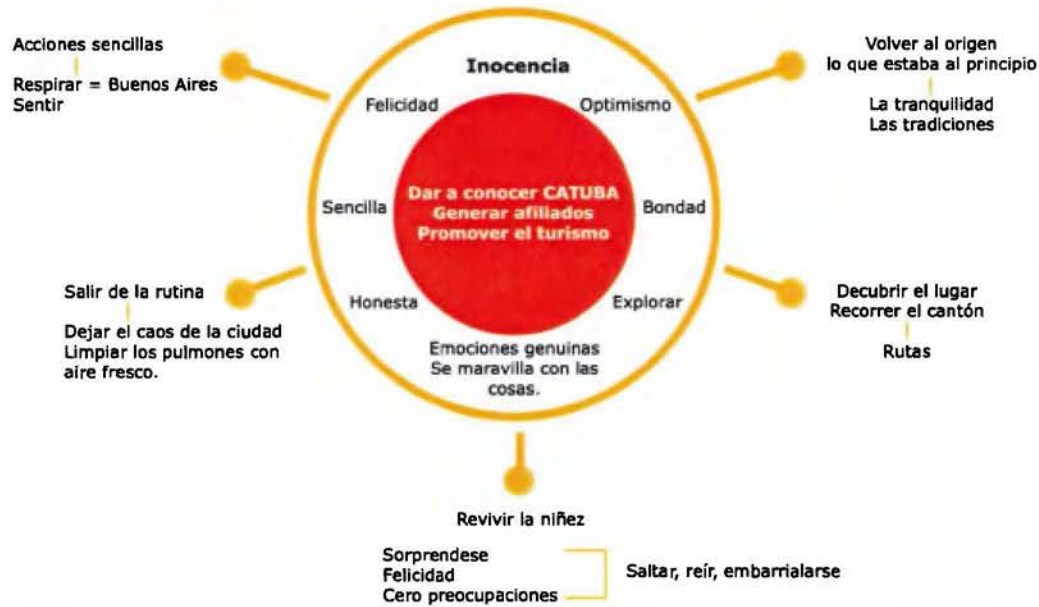 Acciones sencillas
Respirar = Buenos Aires
Sentir
Inocencia
Felicidad
Optimismo
Sencilla
Bondad
Honesta
Explorar
Emociones genuinas
Se maravilla con las
cosas.
Dar a conocer CATUBA
Generar afiliados
Promover el turismo
Volver al origen
lo que estaba al principio
La tranquilidad
Las tradiciones
Salir de la rutina
Dejar el caos de la ciudad
Limpiar los pulmones con
aire fresco.
Decubrir el lugar
Recorrer el cantón
Rutas
Revivir la niñez
Sorprendese
Felicidad
Cero preocupaciones
Saltar, reír, embarrialarse